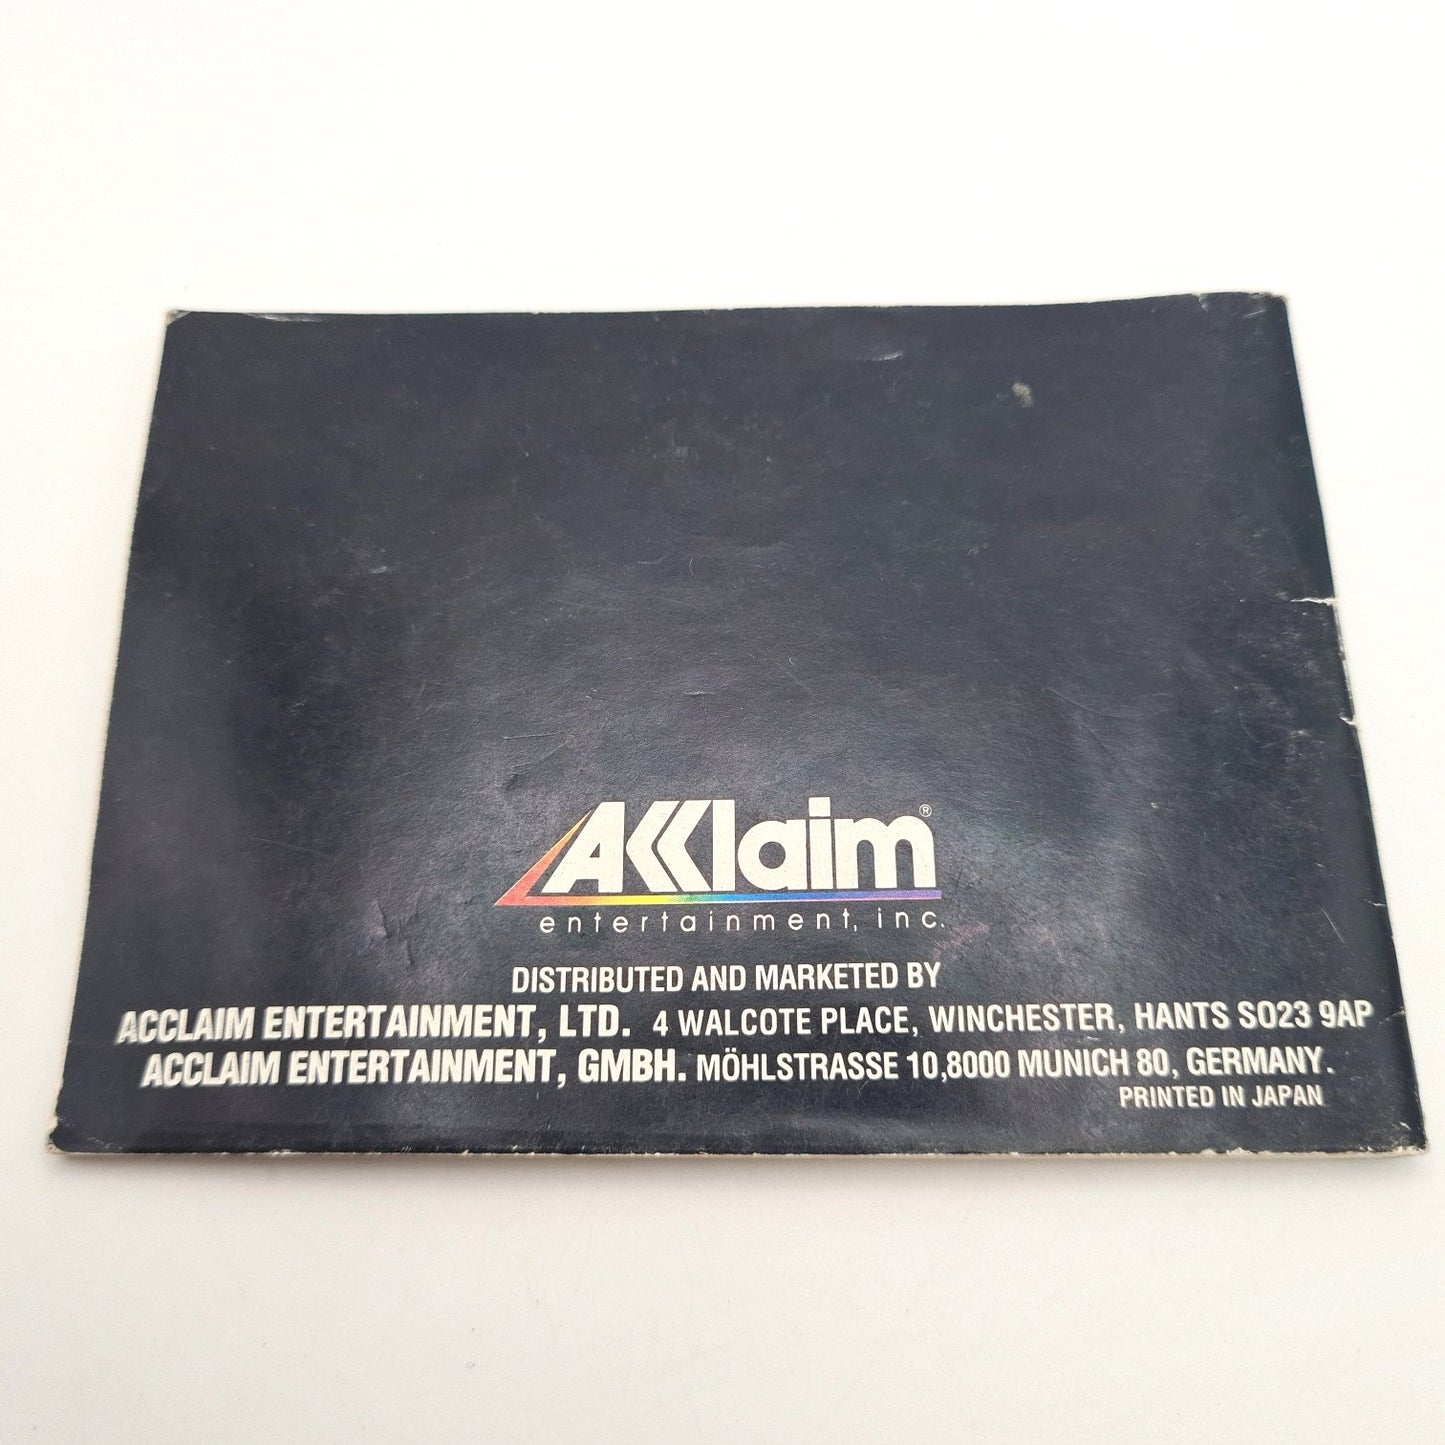 Acclaim®
entertainment, inc.
DISTRIBUTED AND MARKETED BY
ACCLAIM ENTERTAINMENT, LTD. 4 WALCOTE PLACE, WINCHESTER, HANTS SO23 9AP
ACCLAIM ENTERTAINMENT, GMBH. MÖHLSTRASSE 10,8000 MUNICH 80, GERMANY.
PRINTED IN JAPAN